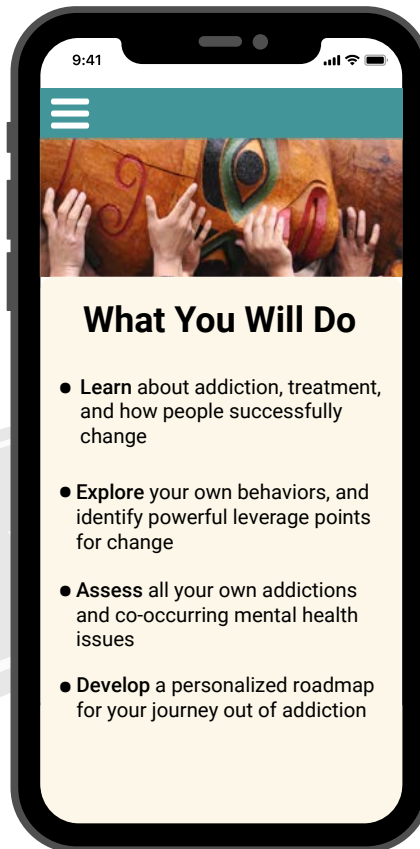 9:41
What You Will Do
• Learn about addiction, treatment,
and how people successfully
change
• Explore your own behaviors, and
identify powerful leverage points
for change
• Assess all your own addictions
and co-occurring mental health
issues
• Develop a personalized roadmap
for your journey out of addiction